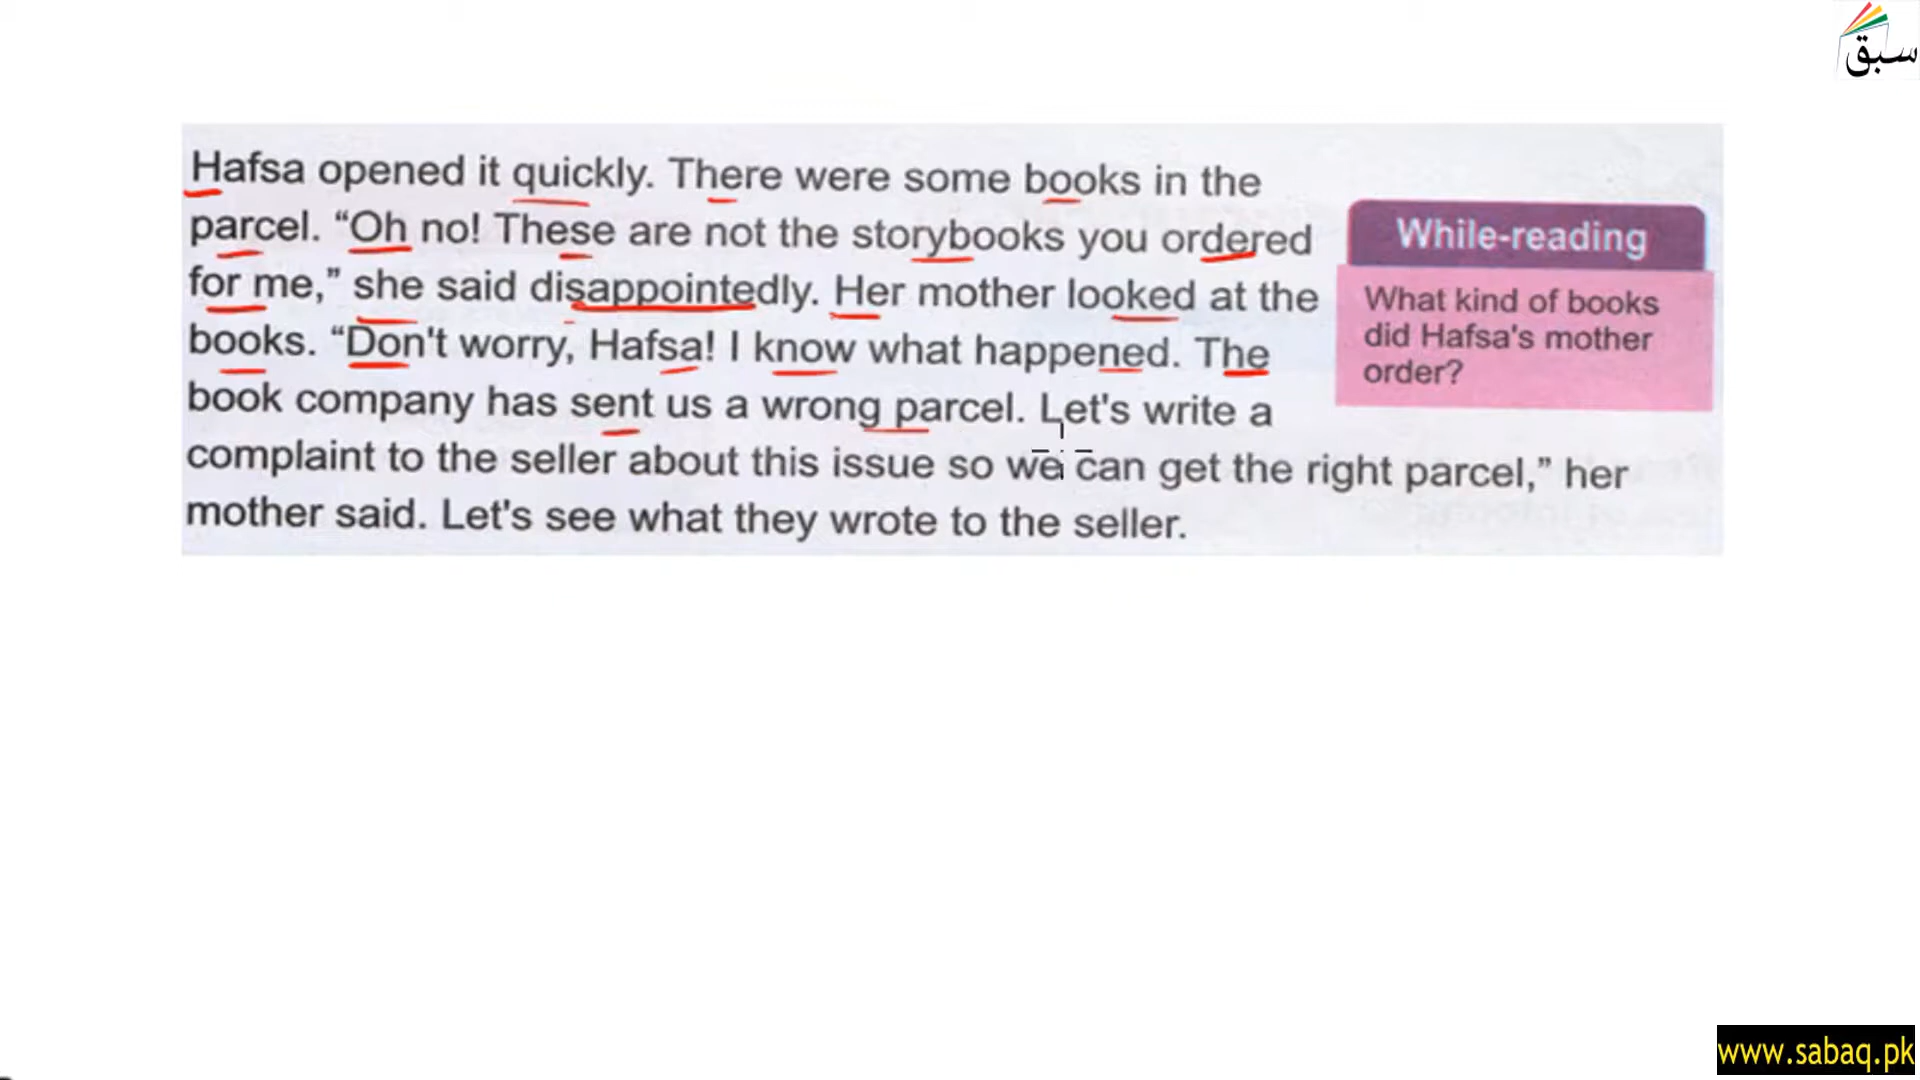 سبق
Hafsa opened it quickly. There were some books in the
parcel. “Oh no! These are not the storybooks you ordered
for me,” she said disappointedly. Her mother looked at the
books. “Don't worry, Hafsa! I know what happened. The
book company has sent us a wrong parcel. Let's write a
complaint to the seller about this issue so we can get the right parcel,” her
mother said. Let's see what they wrote to the seller.
While-reading
What kind of books
did Hafsa's mother
order?
www.sabaq.pk